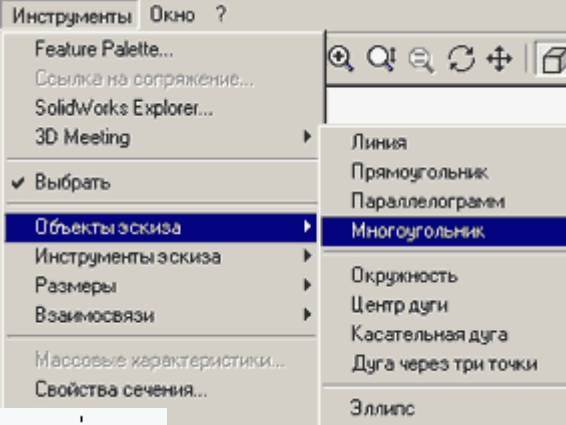 Инструменты Окно ?
Feature Palette...
Ссылка на сопряжение...
SolidWorks Explorer...
3D Meeting
Выбрать
Объекты эскиза
Инструменты эскиза
Размеры
Взаимосвязи
Массовые характеристики...
Свойства сечения...
Линия
Прямоугольник
Параллелограмм
Многоугольник
Окружность
Центр дуги
Касательная дуга
Дуга через три точки
Эллипс